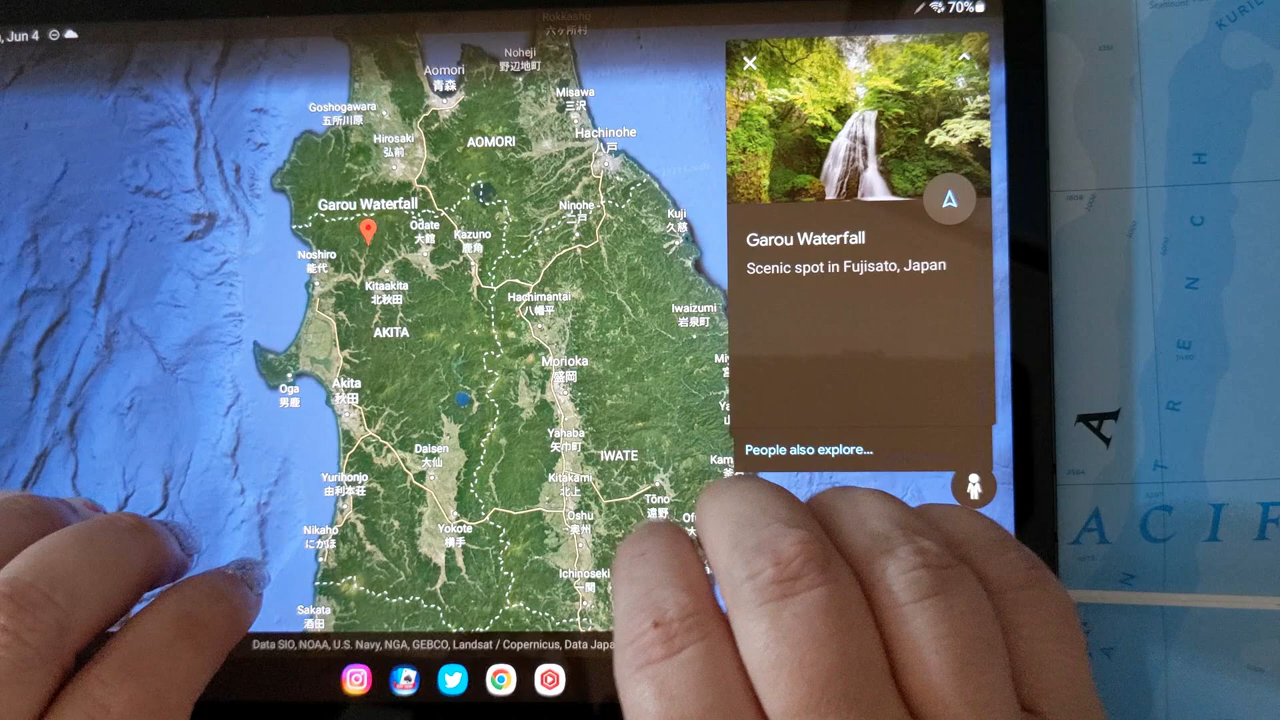 , Jun 4
70%
Rokkasho
六ヶ所村
Noheji
野辺地町
Aomori
青森
Misawa
三沢
Goshogawara
五所川原
Hachinohe
八戸
Hirosaki
弘前
AOMORI
Garou Waterfall
Ninohe
二戸
Kuji
久慈
Odate
大館
Kazuno
鹿角
Noshiro
能代
Kitaakita
北秋田
Hachimantai
八幡平
Iwaizumi
岩泉町
AKITA
Morioka
盛岡
Akita
秋田
Oga
男鹿
Yahaba
矢巾町
Daisen
大仙
IWATE
Yurihonjo
由利本荘
Kitakami
北上
Tōno
遠野
Oshu
奥州
Nikaho
にかほ
Yokote
横手
Ichinoseki
一関
Sakata
酒田
Garou Waterfall
Scenic spot in Fujisato, Japan
People also explore...
Data SIO, NOAA, U.S. Navy, NGA, GEBCO, Landsat / Copernicus, Data Japa
KURIL
T R E N C H
A
ACIF